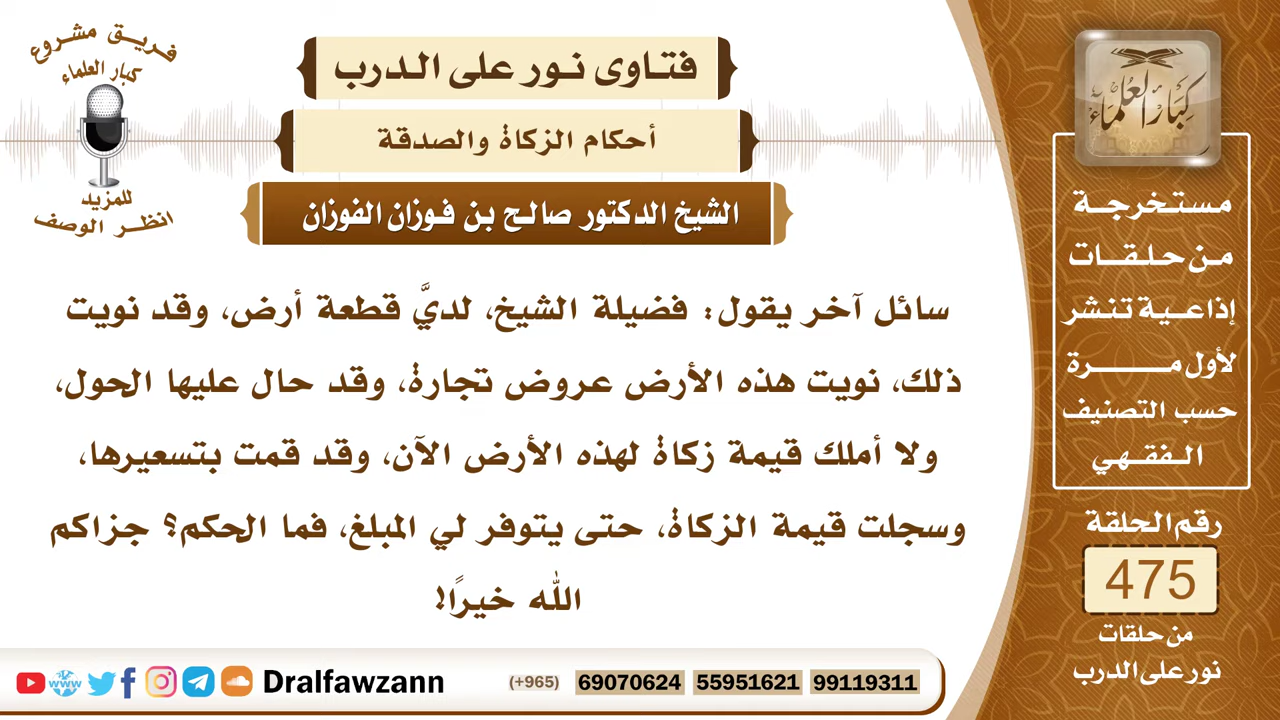 فريق مشروع
كبار العلماء
للمزيد
انظر الوصف
فتاوى نور على الدرب
أحكام الزكاة والصدقة
الشيخ الدكتور صالح بن فوزان الفوزان
سائل آخر يقول: فضيلة الشيخ، لديَّ قطعة أرض، وقد نويت
ذلك، نويت هذه الأرض عروض تجارة، وقد حال عليها الحول،
ولا أملك قيمة زكاة لهذه الأرض الآن، وقد قمت بتسعيرها،
وسجلت قيمة الزكاة، حتى يتوفر لي المبلغ، فما الحكم؟ جزاكم
الله خيرًا!
كبار العلماء
مستخرجة
من حلقات
إذاعية تنشر
لأول مرة
حسب التصنيف
الفقهي
رقم الحلقة
475
من حلقات
نور على الدرب
www
Dralfawzann (+965) 69070624 55951621 99119311